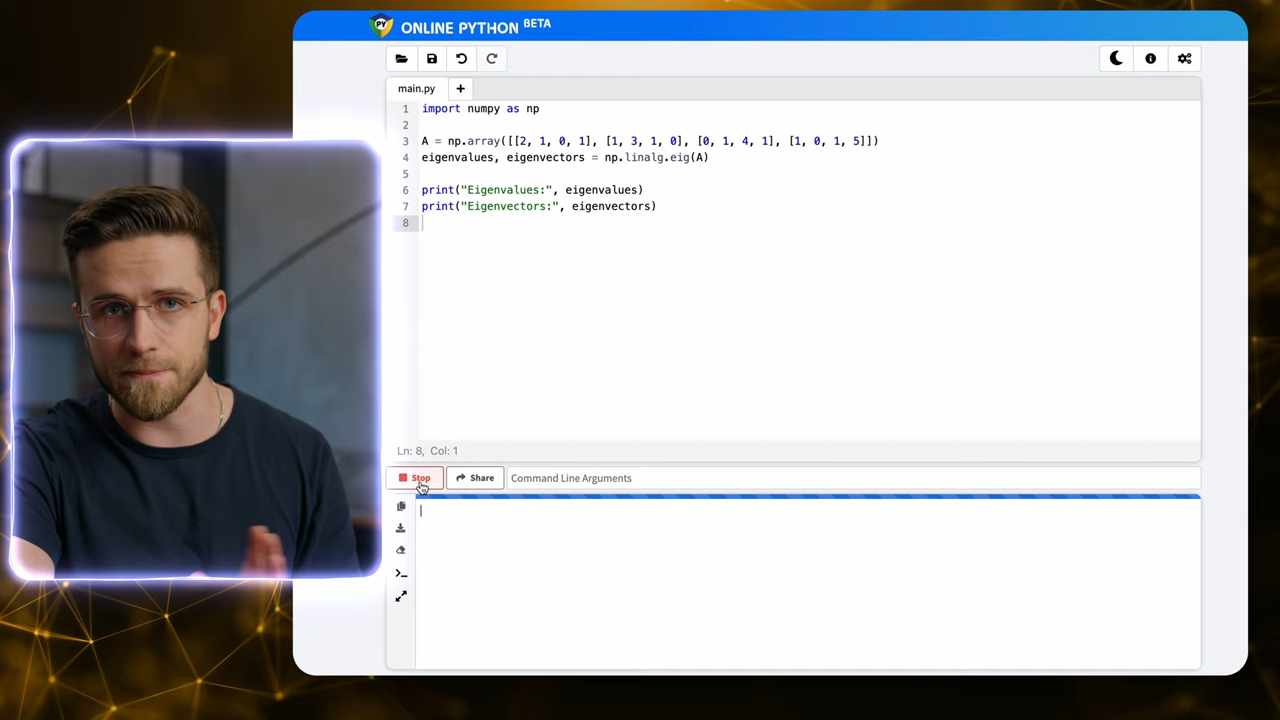 PY ONLINE PYTHON BETA
main.py +
1 import numpy as np
2
3 A = np.array([[2, 1, 0, 1], [1, 3, 1, 0], [0, 1, 4, 1], [1, 0, 1, 5]])
4 eigenvalues, eigenvectors = np.linalg.eig(A)
5
6 print("Eigenvalues:", eigenvalues)
7 print("Eigenvectors:", eigenvectors)
8
Ln: 8, Col: 1
Stop Share Command Line Arguments